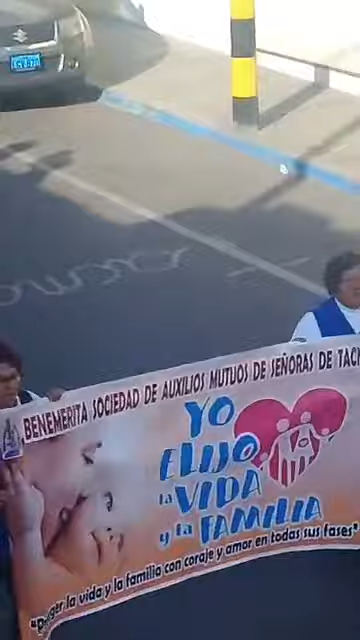 BENEMERITA SOCIEDAD DE AUXILIOS MUTUOS DE SEÑORAS DE TAC
YO
ELIJO
la VIDA
y la FAMILIA
la vida y la familia con coraje y amor en todas sus fases"